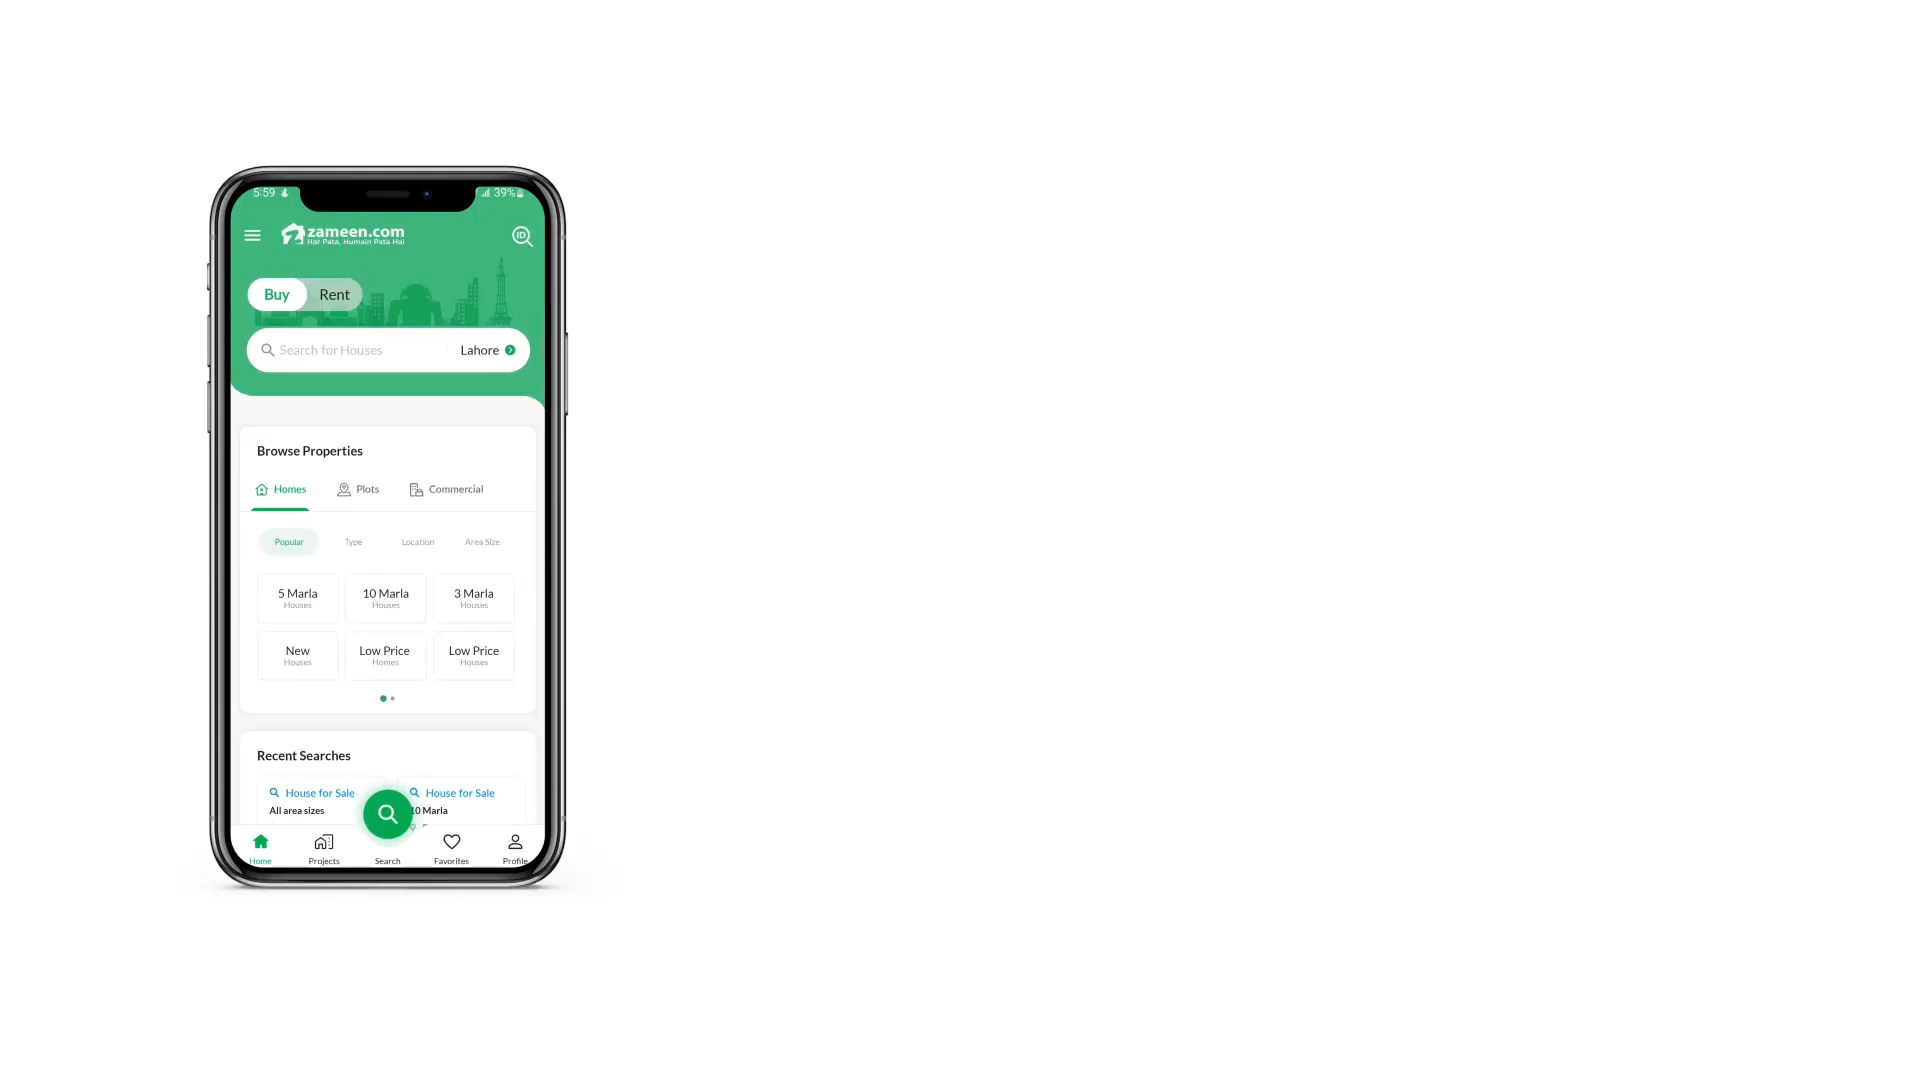 5:59
39%
zameen.com
Har Pata, Humain Pata Hai
ID
Buy Rent
Search for Houses Lahore
Browse Properties
Homes Plots Commercial
Popular Type Location Area Size
5 Marla 10 Marla 3 Marla
Houses Houses Houses
New Low Price Low Price
Houses Homes Houses
Recent Searches
House for Sale House for Sale
All area sizes 10 Marla
Home Projects Search Favorites Profile